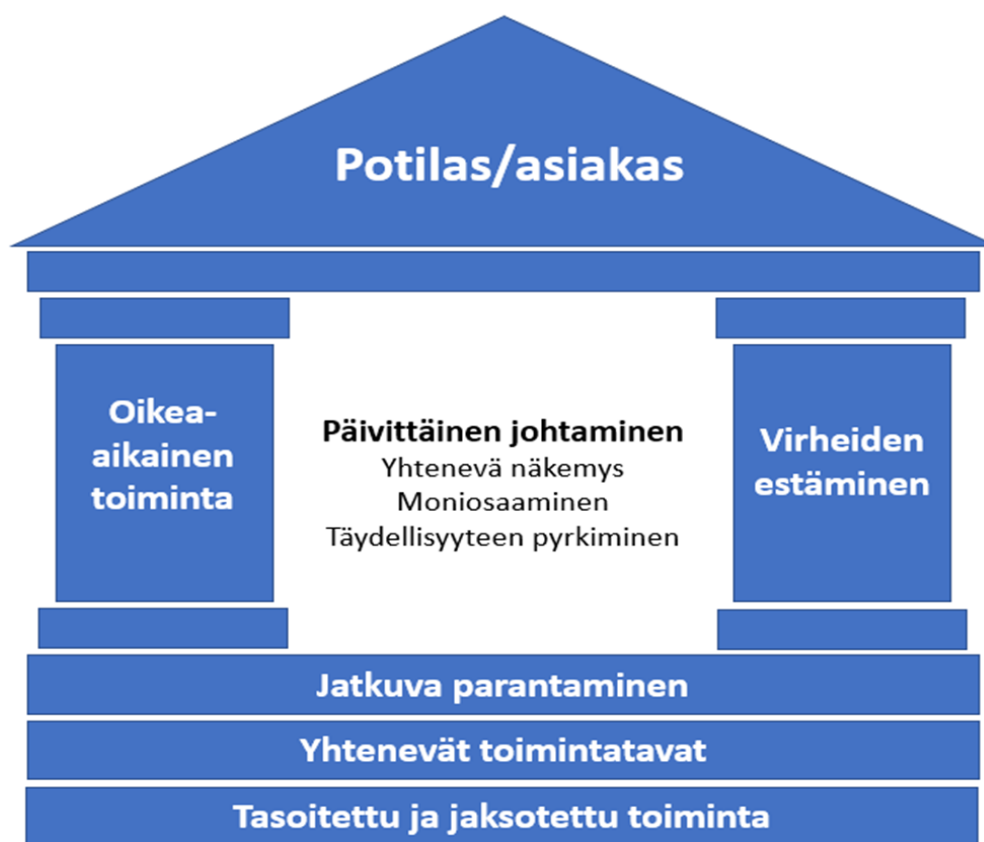 Potilas/asiakas
Oikea-
aikainen
toiminta
Päivittäinen johtaminen
Yhtenevä näkemys
Moniosaaminen
Täydellisyyteen pyrkiminen
Virheiden
estäminen
Jatkuva parantaminen
Yhtenevät toimintatavat
Tasoitettu ja jaksotettu toiminta